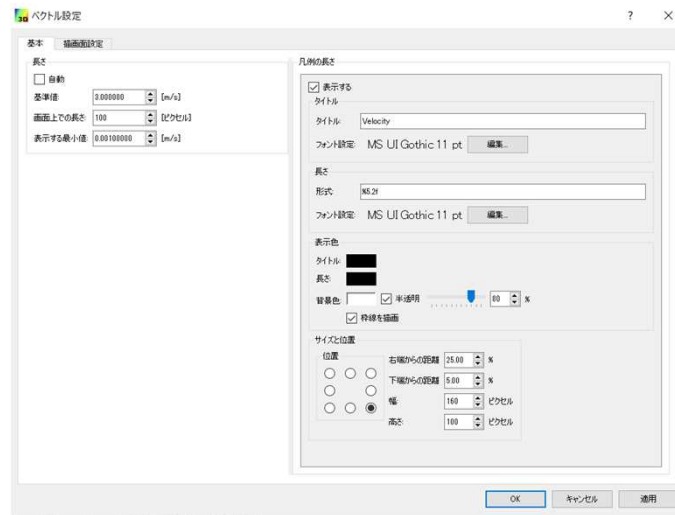 3D ベクトル設定
? ×
基本 描画面設定
長さ
自動
基準値: 3.000000 [m/s]
画面上での長さ: 100 [ピクセル]
表示する最小値: 0.00100000 [m/s]
凡例の長さ
表示する
タイトル
タイトル: Velocity
フォント設定: MS UI Gothic 11 pt 編集...
長さ
形式: %5.2f
フォント設定: MS UI Gothic 11 pt 編集...
表示色
タイトル:
長さ:
背景色: 半透明 80 %
枠線を描画
サイズと位置
位置
右端からの距離 25.00 %
下端からの距離 5.00 %
幅: 160 ピクセル
高さ: 100 ピクセル
OK キャンセル 適用